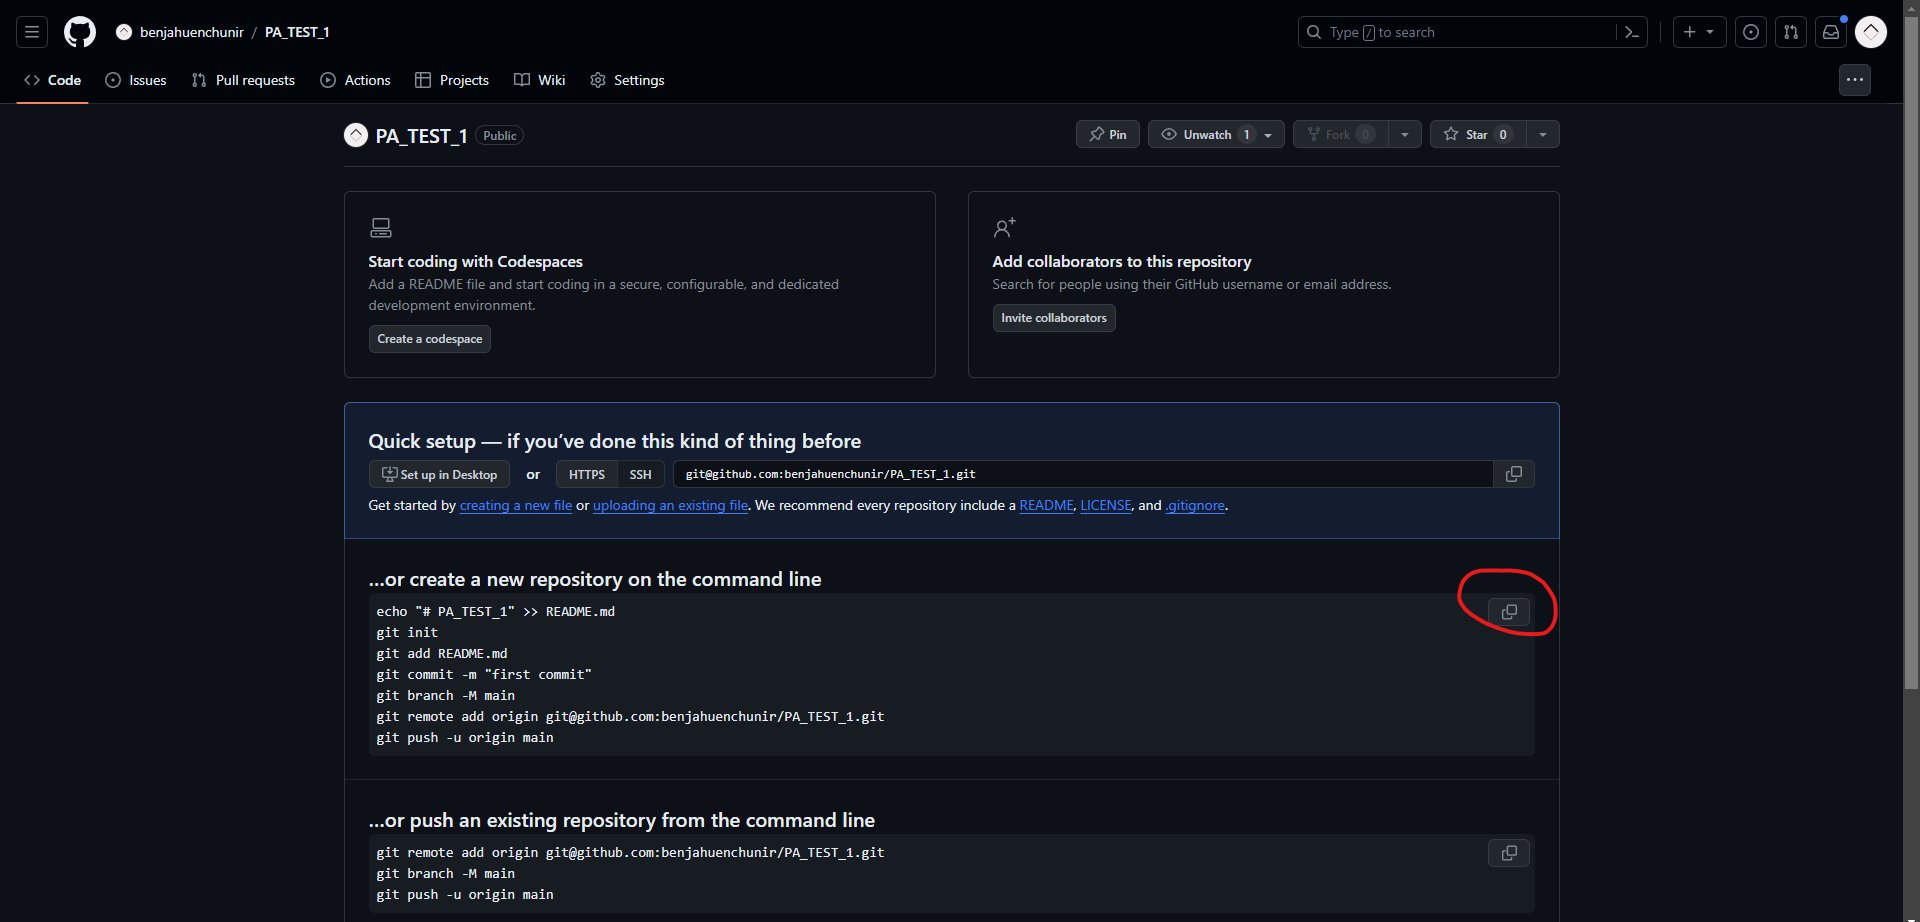 benjahuenchunir / PA_TEST_1
Type / to search
Code Issues Pull requests Actions Projects Wiki Settings
PA_TEST_1 Public
Pin Unwatch 1 Fork 0 Star 0
Start coding with Codespaces
Add a README file and start coding in a secure, configurable, and dedicated
development environment.
Create a codespace
Add collaborators to this repository
Search for people using their GitHub username or email address.
Invite collaborators
Quick setup — if you’ve done this kind of thing before
Set up in Desktop or HTTPS SSH git@github.com:benjahuenchunir/PA_TEST_1.git
Get started by creating a new file or uploading an existing file. We recommend every repository include a README, LICENSE, and .gitignore.
…or create a new repository on the command line
echo "# PA_TEST_1" >> README.md
git init
git add README.md
git commit -m "first commit"
git branch -M main
git remote add origin git@github.com:benjahuenchunir/PA_TEST_1.git
git push -u origin main
…or push an existing repository from the command line
git remote add origin git@github.com:benjahuenchunir/PA_TEST_1.git
git branch -M main
git push -u origin main